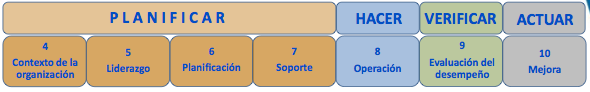 PLANIFICAR
HACER
VERIFICAR
ACTUAR
4
Contexto de la
organización
5
Liderazgo
6
Planificación
7
Soporte
8
Operación
9
Evaluación del
desempeño
10
Mejora